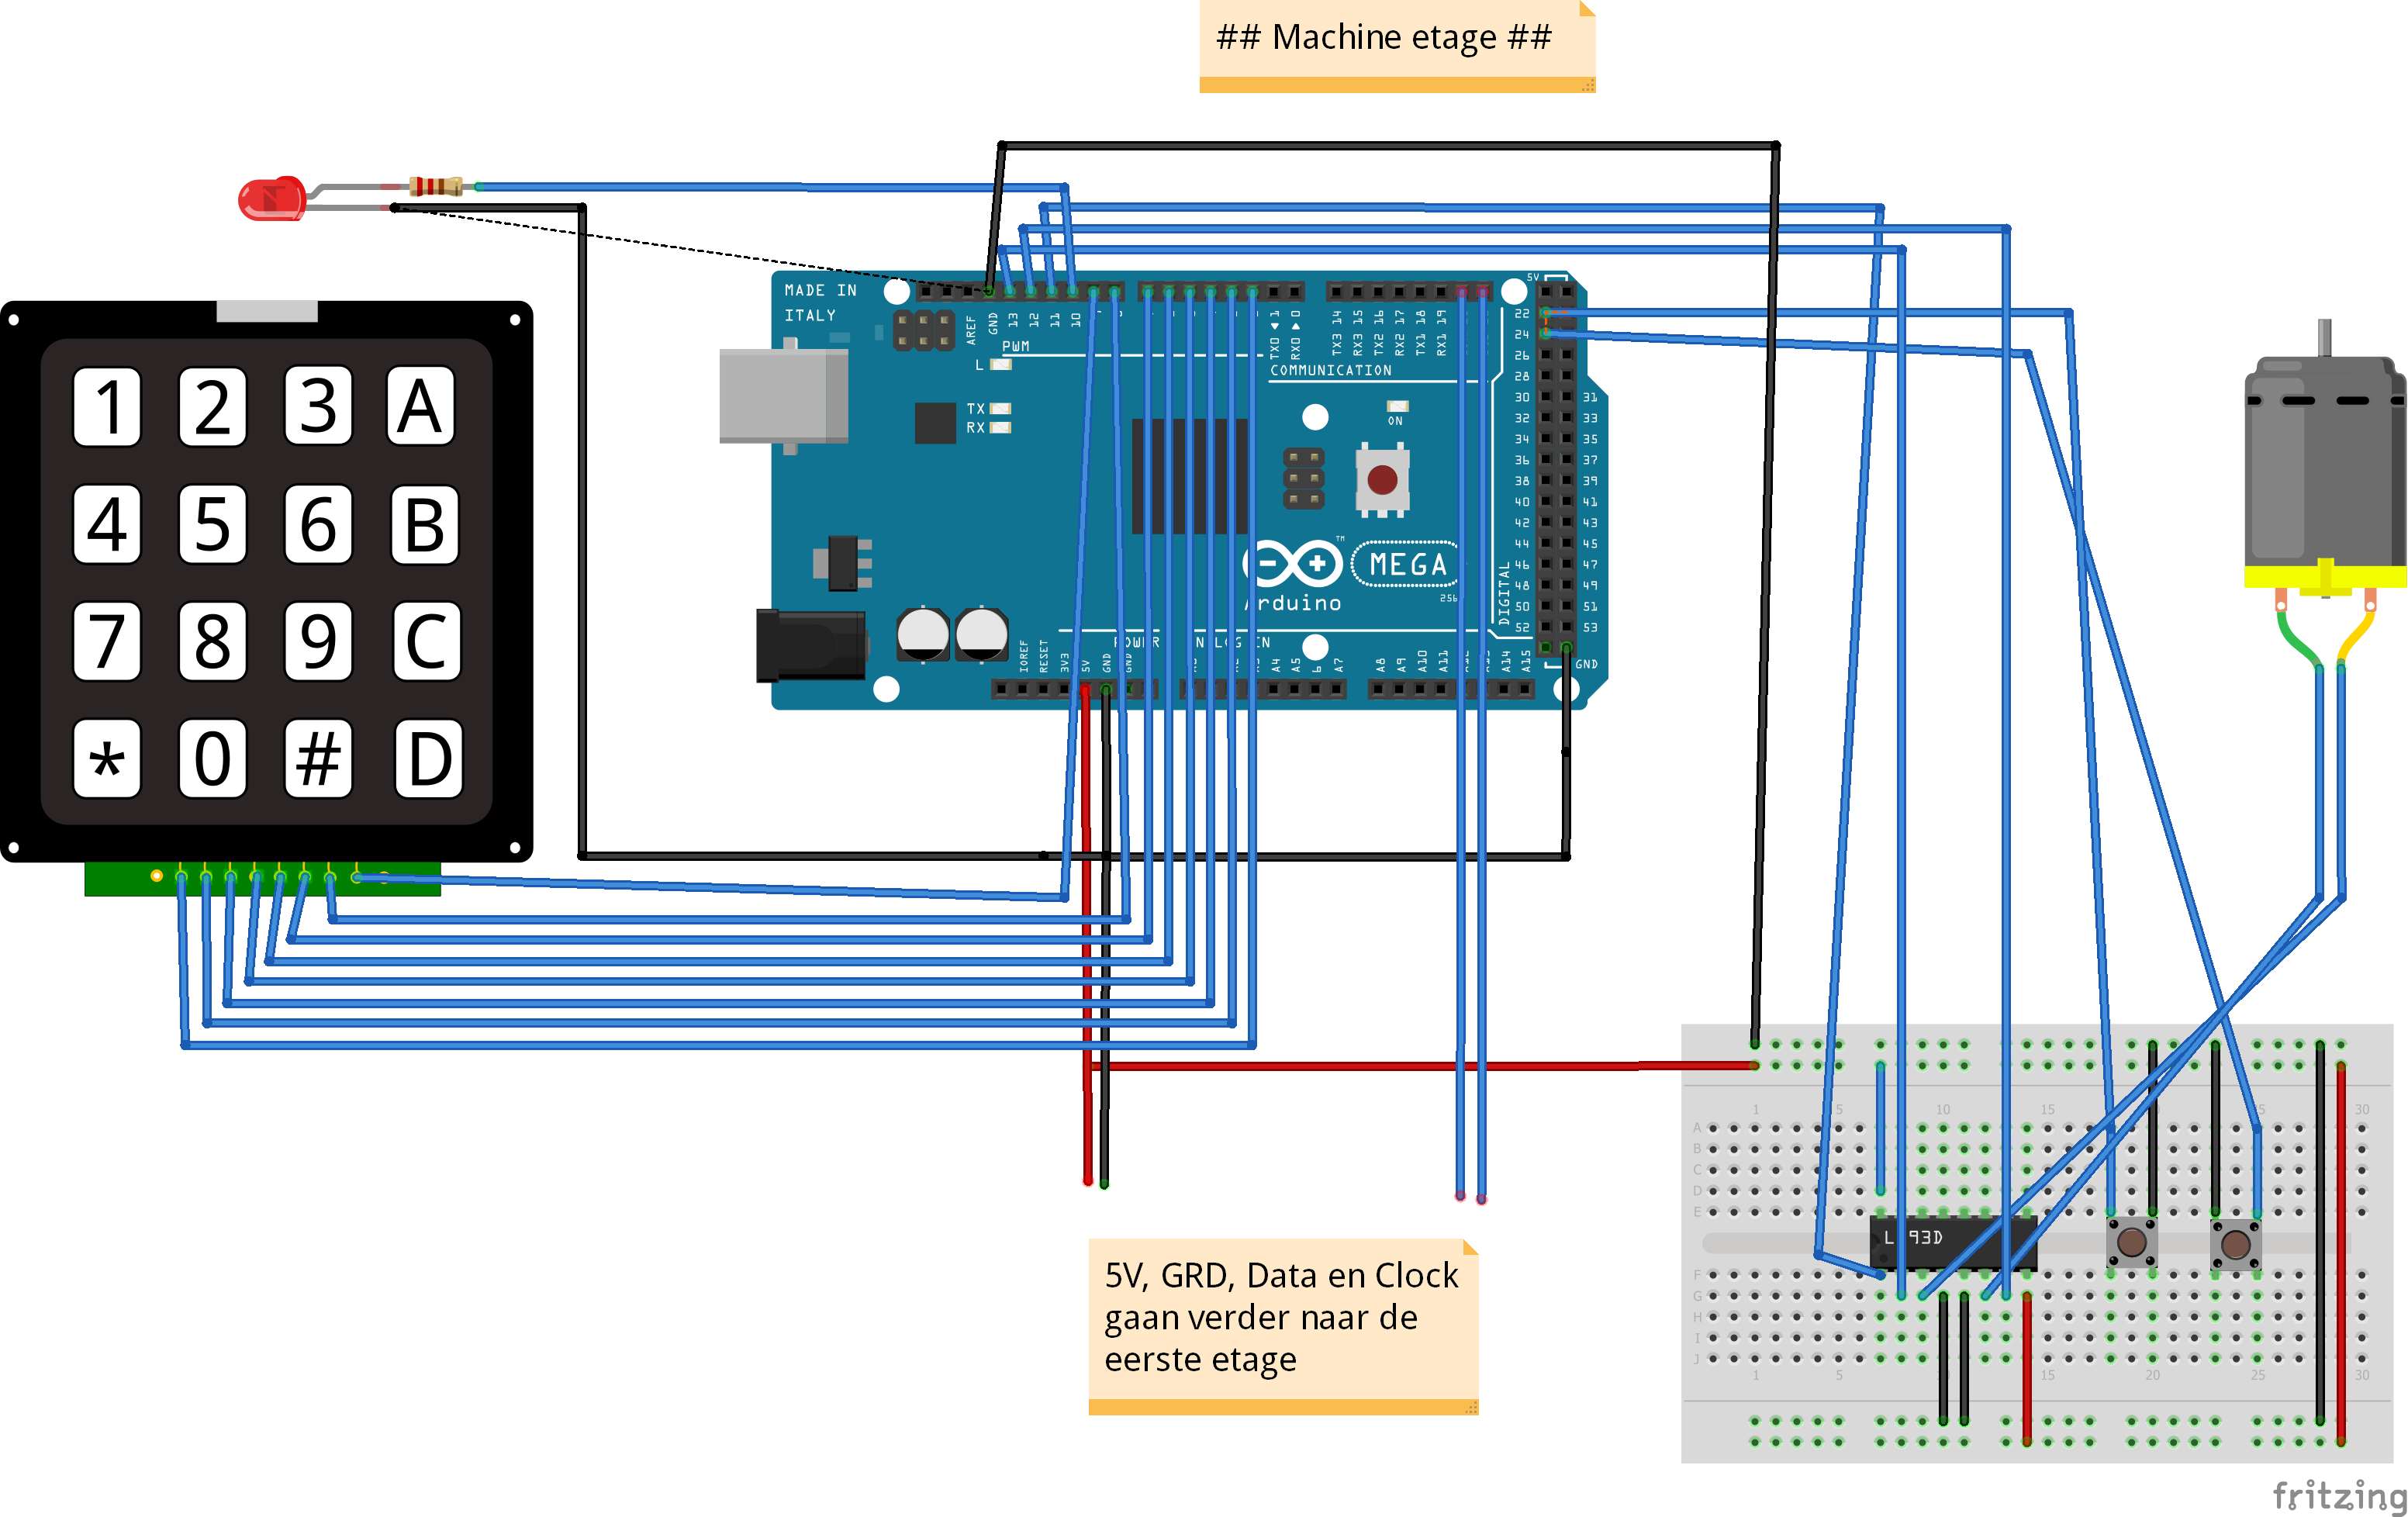 ## Machine etage ##
1 2 3 A
4 5 6 B
7 8 9 C
* 0 # D
MADE IN
ITALY
AREF
GND
13
12
11
10
PWM
L
TX
RX
TX0 1
RX0 0
TX3 14
RX3 15
TX2 16
RX2 17
TX1 18
RX1 19
COMMUNICATION
ON
5V
22
24
26
28
30 31
32 33
34 35
36 37
38 39
40 41
42 43
44 45
46 47
48 49
50 51
52 53
GND
DIGITAL
MEGA
TM
Arduino
IOREF
RESET
3V3
5V
GND
GND
POWER
A4
A5
A7
A8
A9
A10
A11
A14
A15
5V, GRD, Data en Clock
gaan verder naar de
eerste etage
1 5 10 15 30
A
B
C
D
E
F
G
H
I
J
1 5 15 20 25 30
fritzing